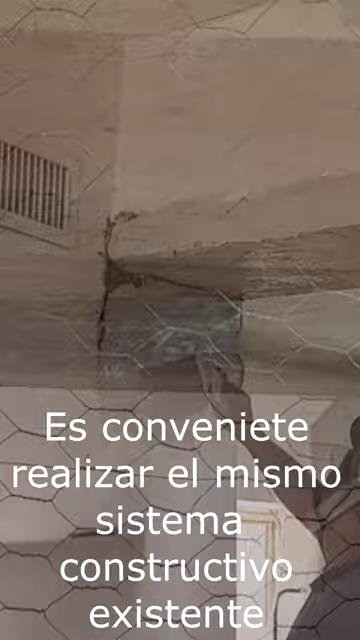 Es conveniete
realizar el mismo
sistema
constructivo
existente